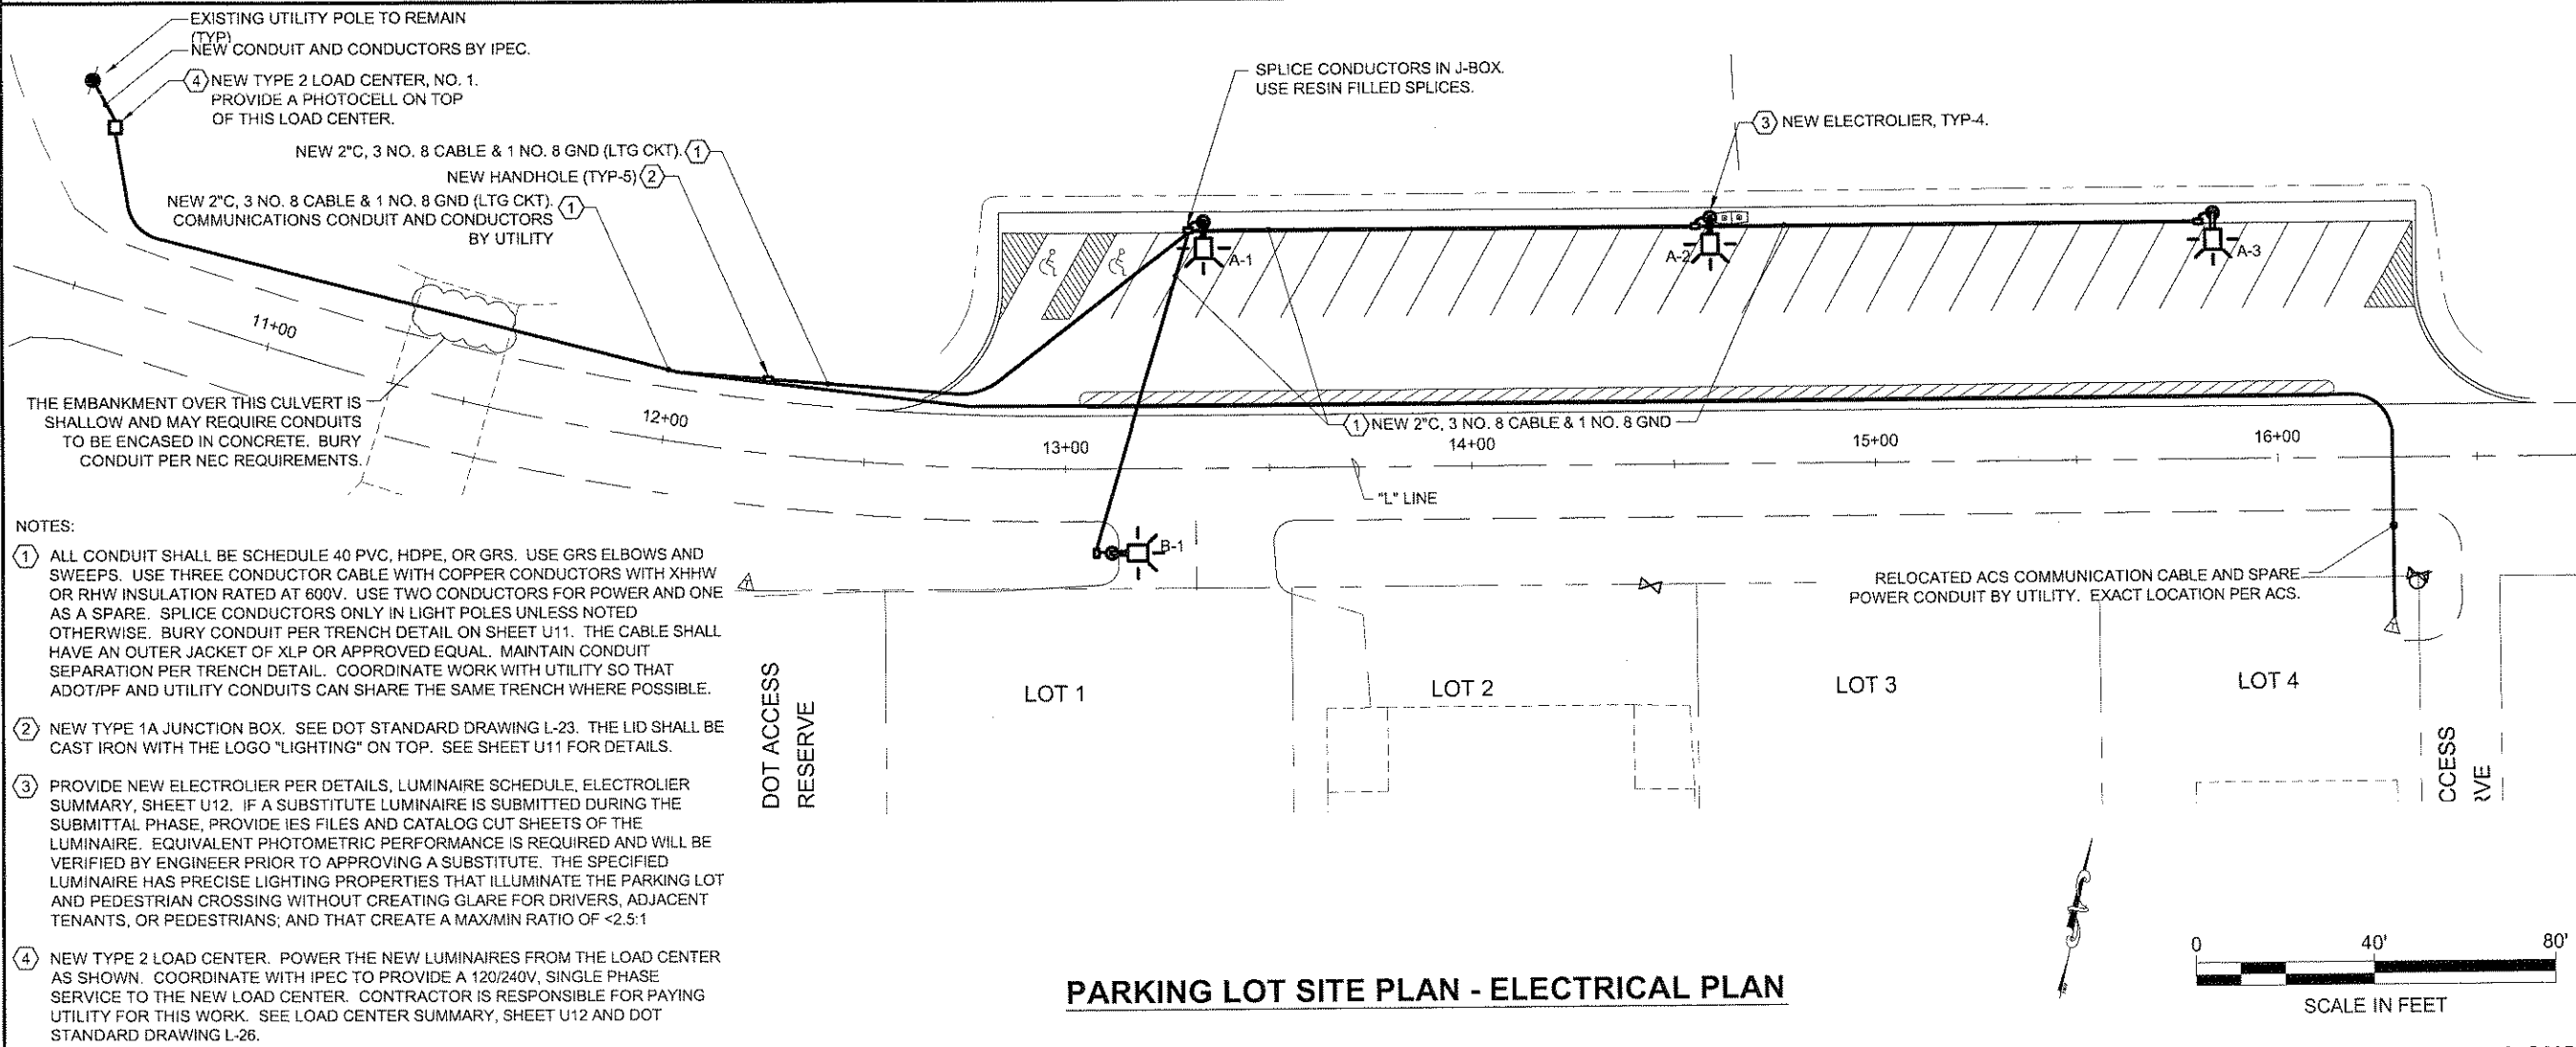 EXISTING UTILITY POLE TO REMAIN
(TYP)
NEW CONDUIT AND CONDUCTORS BY IPEC.
4 NEW TYPE 2 LOAD CENTER, NO. 1.
PROVIDE A PHOTOCELL ON TOP
OF THIS LOAD CENTER.
NEW 2"C, 3 NO. 8 CABLE & 1 NO. 8 GND (LTG CKT). 1
NEW HANDHOLE (TYP-5) 2
NEW 2"C, 3 NO. 8 CABLE & 1 NO. 8 GND (LTG CKT). 1
COMMUNICATIONS CONDUIT AND CONDUCTORS
BY UTILITY
SPLICE CONDUCTORS IN J-BOX.
USE RESIN FILLED SPLICES.
3 NEW ELECTROLIER, TYP-4.
A-1
A-2
A-3
11+00
12+00
13+00
14+00
15+00
16+00
THE EMBANKMENT OVER THIS CULVERT IS
SHALLOW AND MAY REQUIRE CONDUITS
TO BE ENCASED IN CONCRETE. BURY
CONDUIT PER NEC REQUIREMENTS.
1 NEW 2"C, 3 NO. 8 CABLE & 1 NO. 8 GND
"L" LINE
B-1
RELOCATED ACS COMMUNICATION CABLE AND SPARE
POWER CONDUIT BY UTILITY. EXACT LOCATION PER ACS.
NOTES:
1 ALL CONDUIT SHALL BE SCHEDULE 40 PVC, HDPE, OR GRS. USE GRS ELBOWS AND
SWEEPS. USE THREE CONDUCTOR CABLE WITH COPPER CONDUCTORS WITH XHHW
OR RHW INSULATION RATED AT 600V. USE TWO CONDUCTORS FOR POWER AND ONE
AS A SPARE. SPLICE CONDUCTORS ONLY IN LIGHT POLES UNLESS NOTED
OTHERWISE. BURY CONDUIT PER TRENCH DETAIL ON SHEET U11. THE CABLE SHALL
HAVE AN OUTER JACKET OF XLP OR APPROVED EQUAL. MAINTAIN CONDUIT
SEPARATION PER TRENCH DETAIL. COORDINATE WORK WITH UTILITY SO THAT
ADOT/PF AND UTILITY CONDUITS CAN SHARE THE SAME TRENCH WHERE POSSIBLE.
2 NEW TYPE 1A JUNCTION BOX. SEE DOT STANDARD DRAWING L-23. THE LID SHALL BE
CAST IRON WITH THE LOGO "LIGHTING" ON TOP. SEE SHEET U11 FOR DETAILS.
3 PROVIDE NEW ELECTROLIER PER DETAILS, LUMINAIRE SCHEDULE, ELECTROLIER
SUMMARY, SHEET U12. IF A SUBSTITUTE LUMINAIRE IS SUBMITTED DURING THE
SUBMITTAL PHASE, PROVIDE IES FILES AND CATALOG CUT SHEETS OF THE
LUMINAIRE. EQUIVALENT PHOTOMETRIC PERFORMANCE IS REQUIRED AND WILL BE
VERIFIED BY ENGINEER PRIOR TO APPROVING A SUBSTITUTE. THE SPECIFIED
LUMINAIRE HAS PRECISE LIGHTING PROPERTIES THAT ILLUMINATE THE PARKING LOT
AND PEDESTRIAN CROSSING WITHOUT CREATING GLARE FOR DRIVERS, ADJACENT
TENANTS, OR PEDESTRIANS; AND THAT CREATE A MAX/MIN RATIO OF <2.5:1
4 NEW TYPE 2 LOAD CENTER. POWER THE NEW LUMINAIRES FROM THE LOAD CENTER
AS SHOWN. COORDINATE WITH IPEC TO PROVIDE A 120/240V, SINGLE PHASE
SERVICE TO THE NEW LOAD CENTER. CONTRACTOR IS RESPONSIBLE FOR PAYING
UTILITY FOR THIS WORK. SEE LOAD CENTER SUMMARY, SHEET U12 AND DOT
STANDARD DRAWING L-26.
DOT ACCESS
RESERVE
LOT 1
LOT 2
LOT 3
LOT 4
CCESS
RVE
PARKING LOT SITE PLAN - ELECTRICAL PLAN
0 40' 80'
SCALE IN FEET